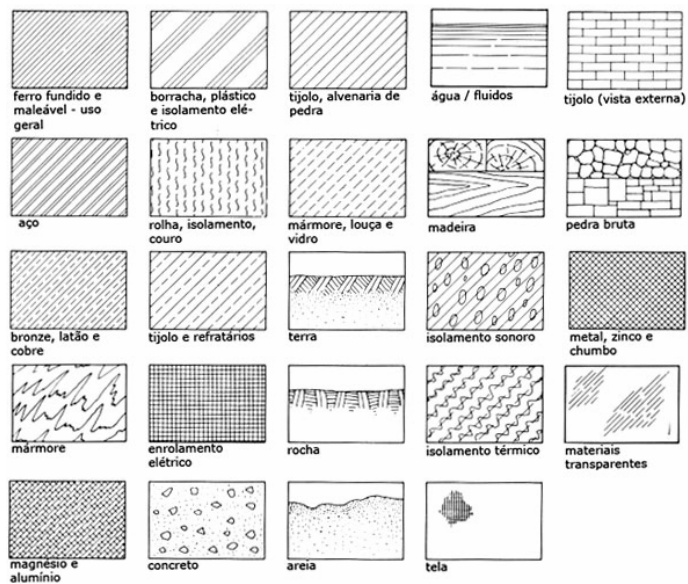 ferro fundido e
maleável - uso
geral
borracha, plástico
e isolamento elé-
trico
tijolo, alvenaria de
pedra
água / fluidos
tijolo (vista externa)
aço
rolha, isolamento,
couro
mármore, louça e
vidro
madeira
pedra bruta
bronze, latão e
cobre
tijolo e refratários
terra
isolamento sonoro
metal, zinco e
chumbo
mármore
enrolamento
elétrico
rocha
isolamento térmico
materiais
transparentes
magnésio e
alumínio
concreto
areia
tela